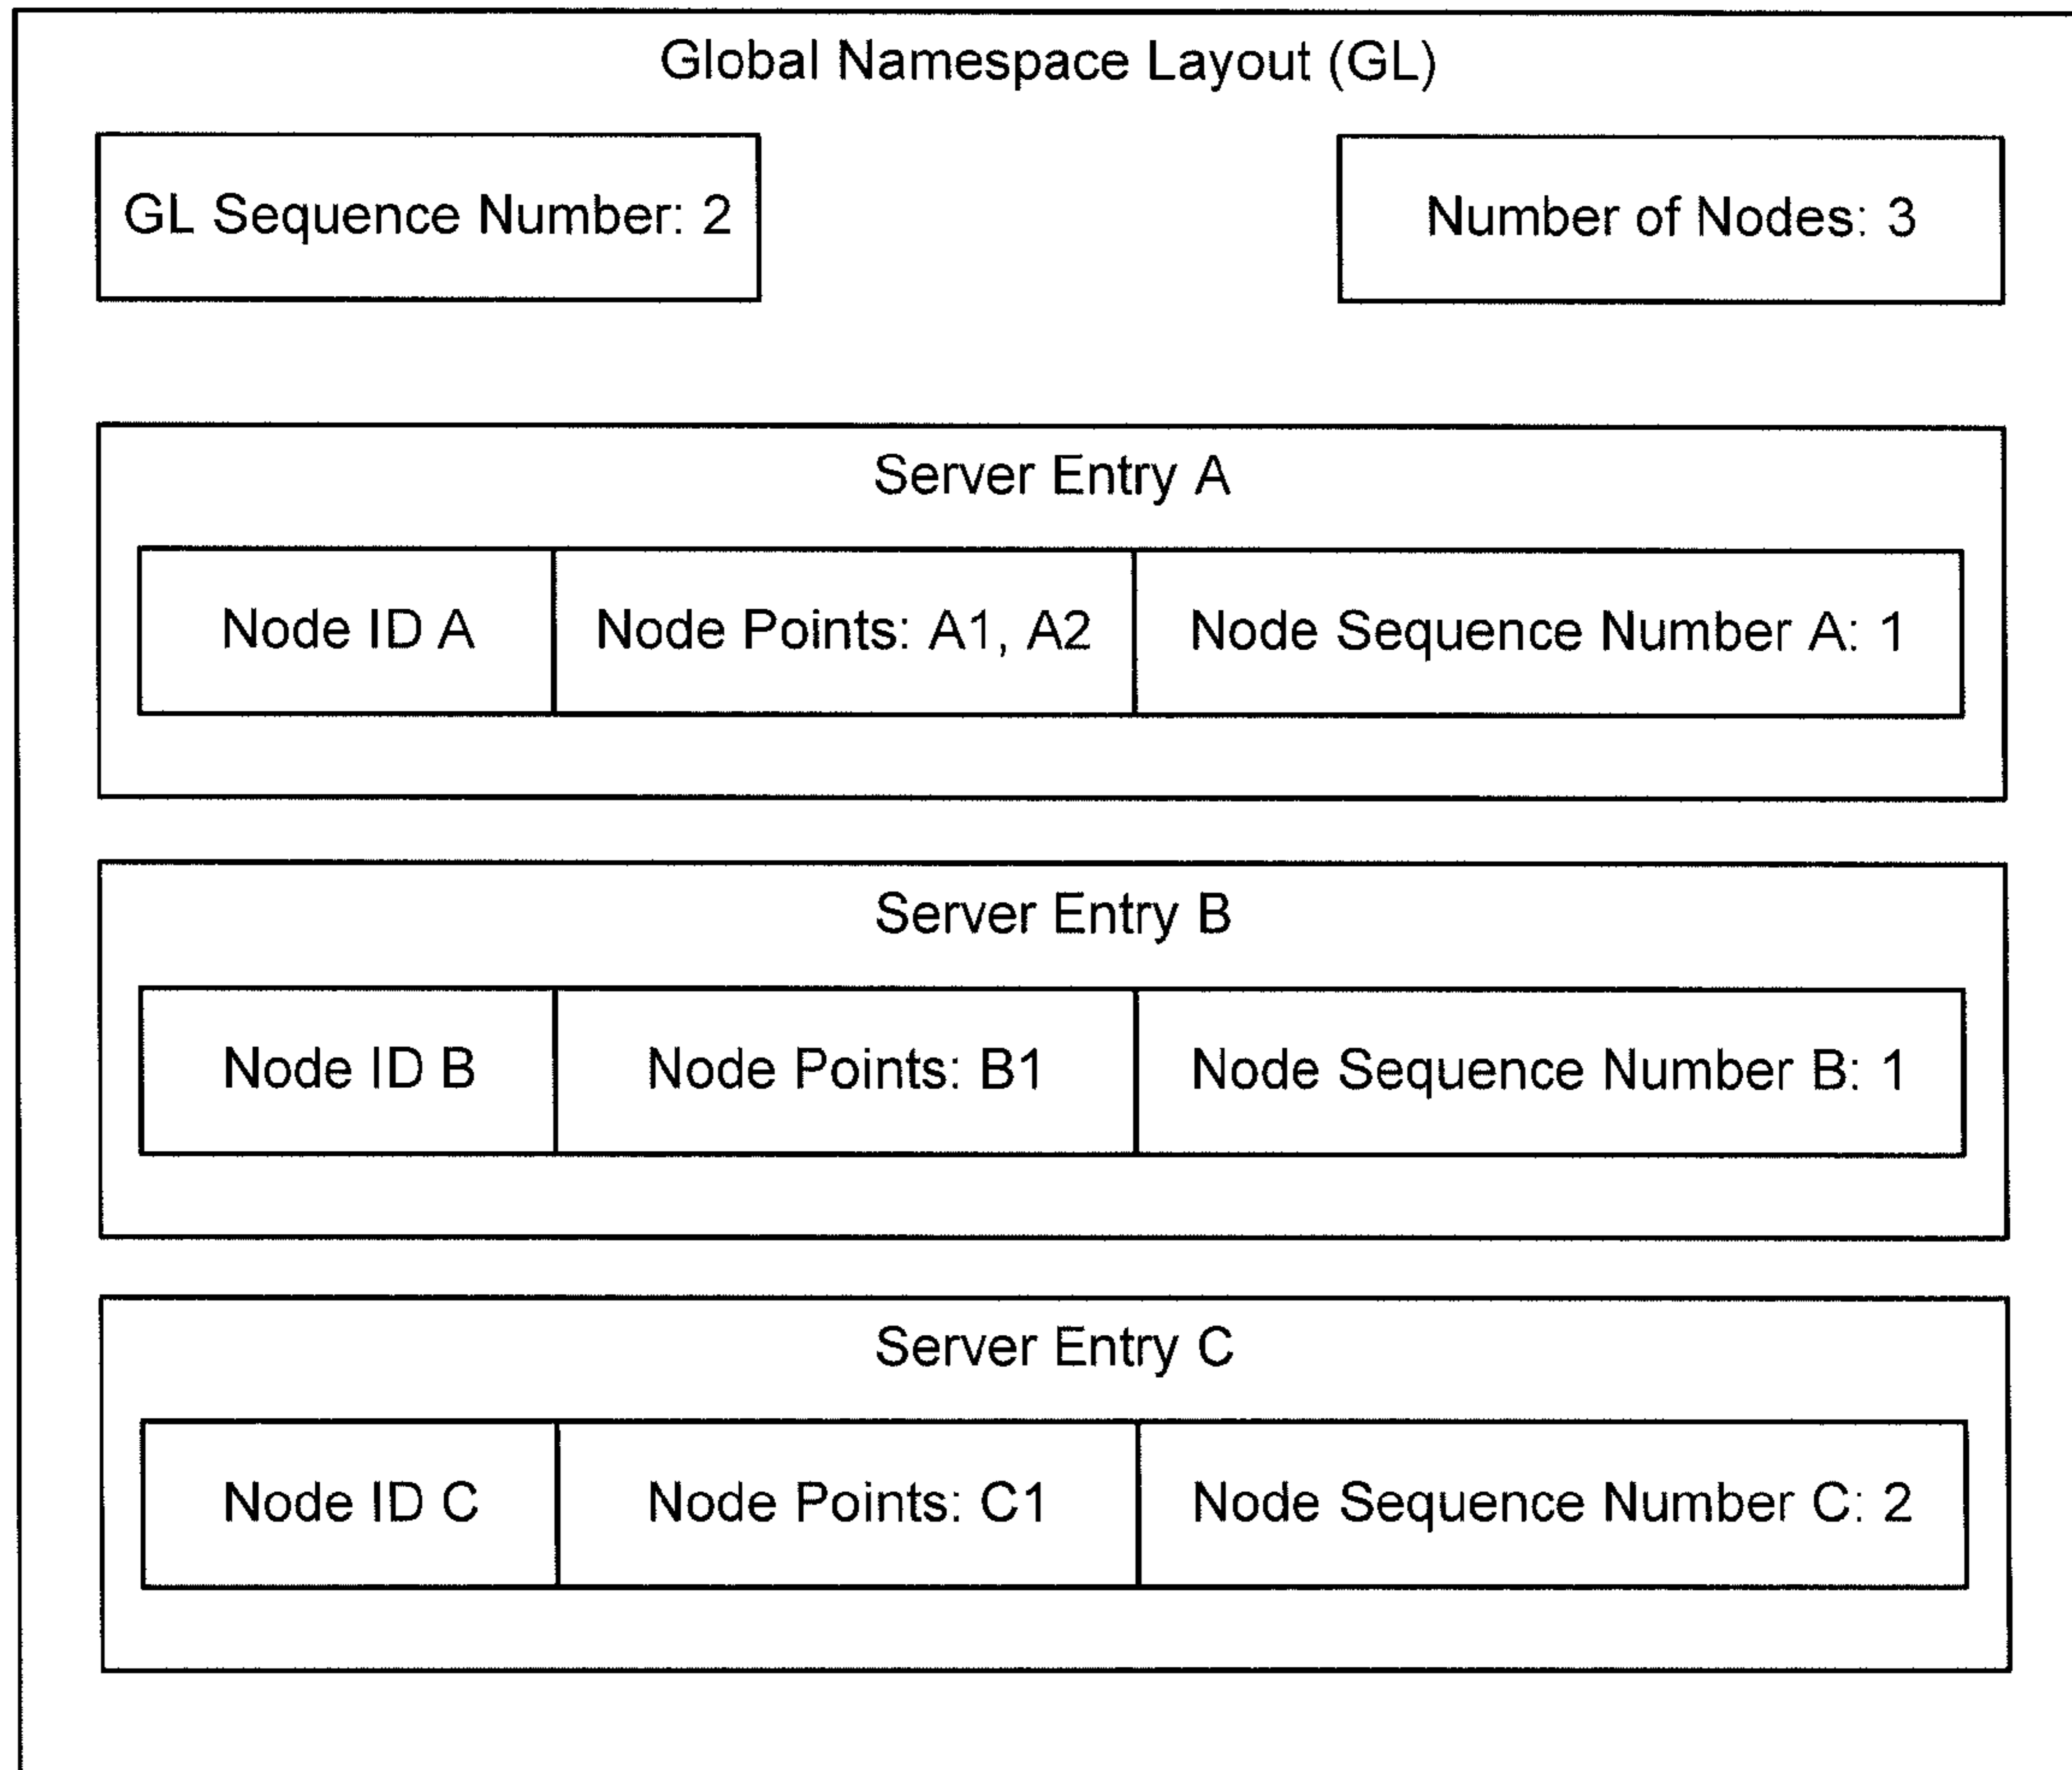 Global Namespace Layout (GL)
GL Sequence Number: 2
Number of Nodes: 3
Server Entry A
Node ID A
Node Points: A1, A2
Node Sequence Number A: 1
Server Entry B
Node ID B
Node Points: B1
Node Sequence Number B: 1
Server Entry C
Node ID C
Node Points: C1
Node Sequence Number C: 2